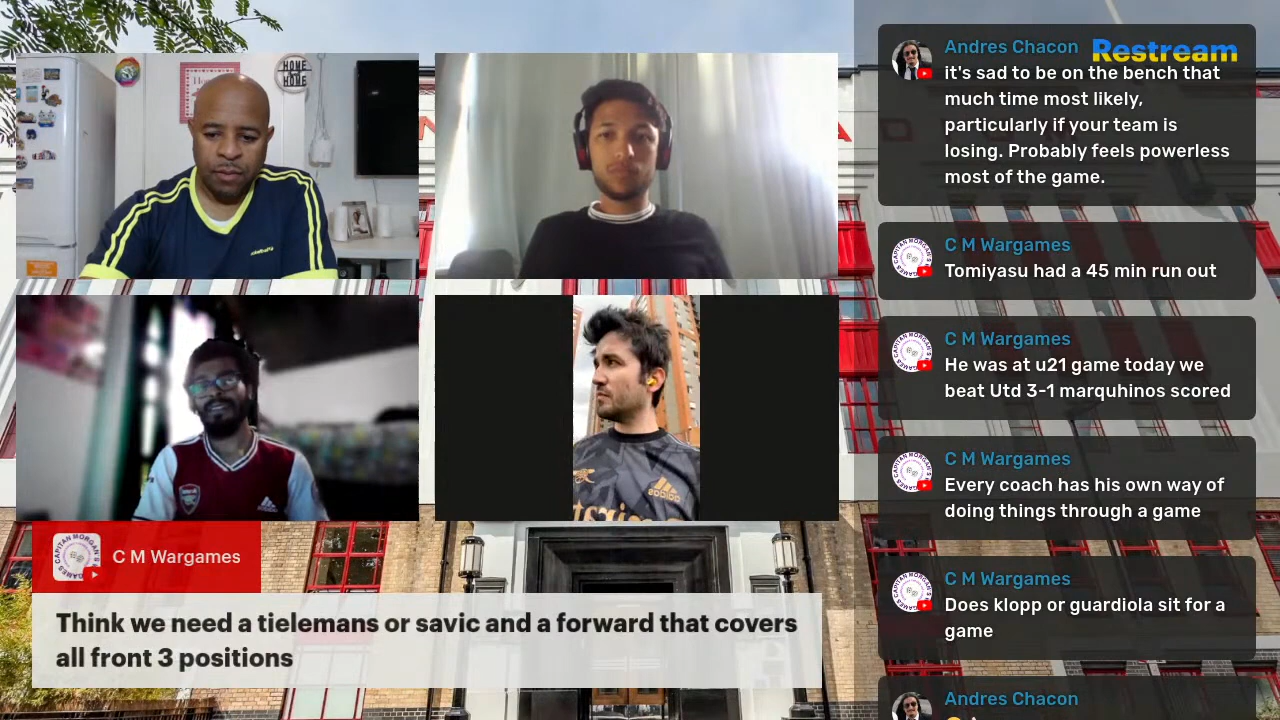 HOME
HOME
adidas
C M Wargames
Think we need a tielemans or savic and a forward that covers
all front 3 positions
Restream
Andres Chacon
it's sad to be on the bench that
much time most likely,
particularly if your team is
losing. Probably feels powerless
most of the game.
C M Wargames
Tomiyasu had a 45 min run out
C M Wargames
He was at u21 game today we
beat Utd 3-1 marquhinos scored
C M Wargames
Every coach has his own way of
doing things through a game
C M Wargames
Does klopp or guardiola sit for a
game
Andres Chacon